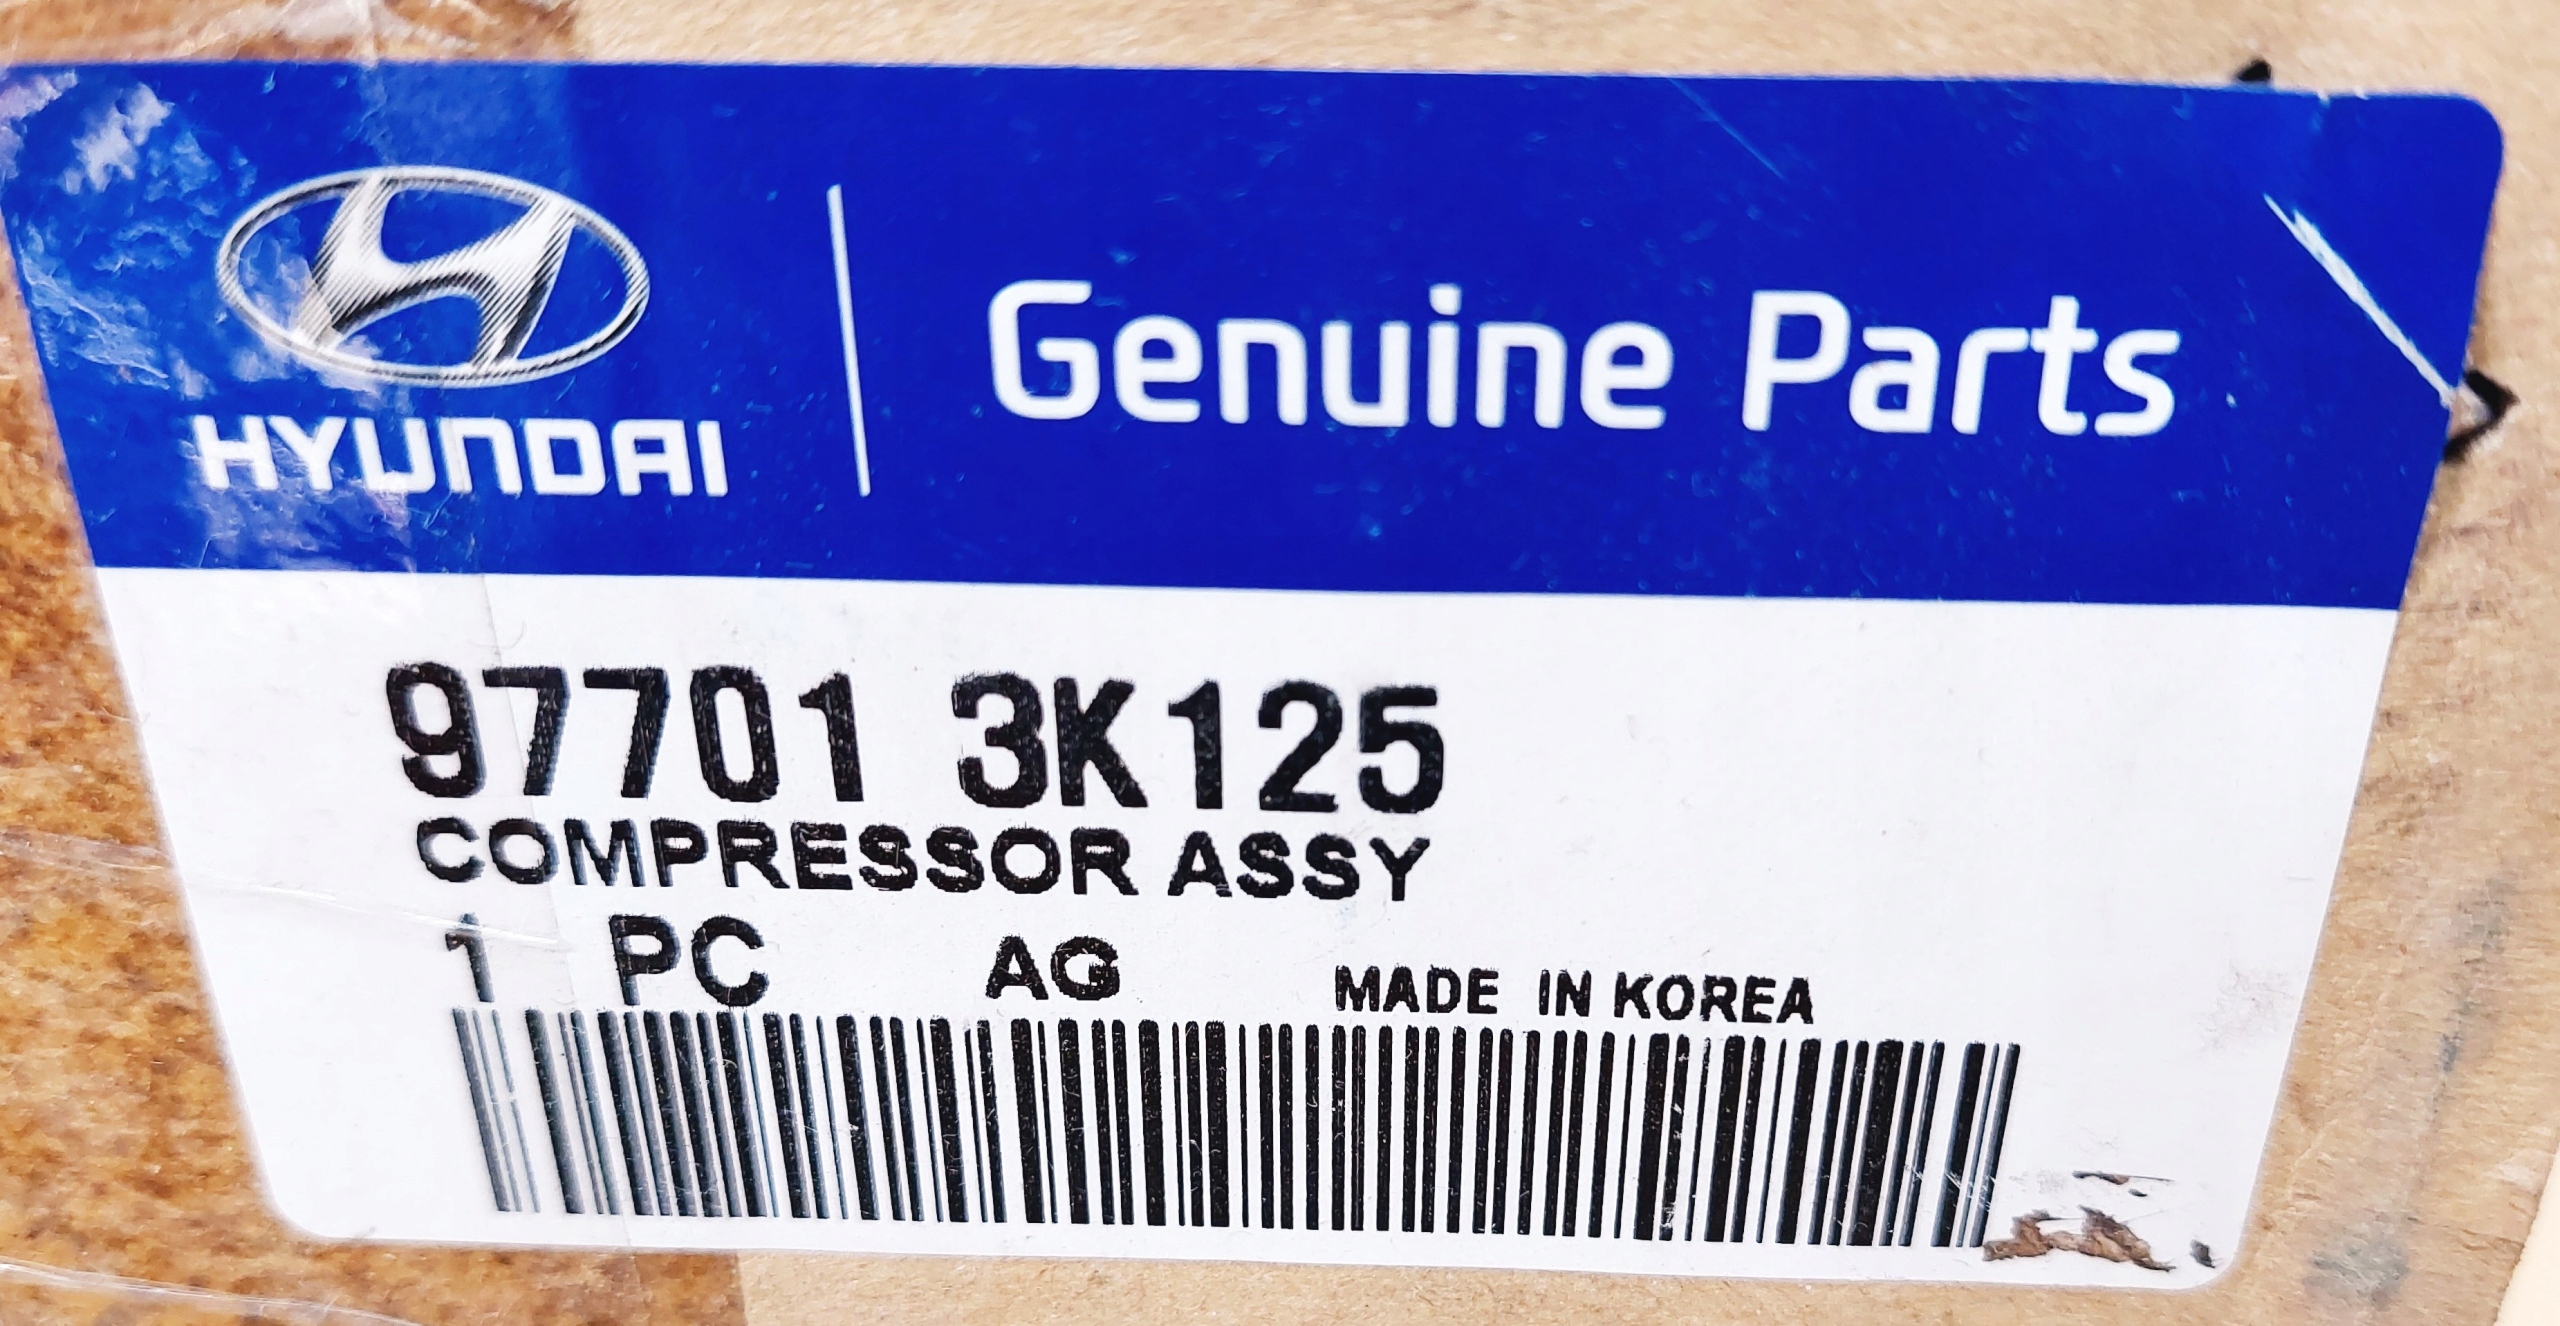 HYUNDAI
Genuine Parts
97701 3K125
COMPRESSOR ASSY
1 PC AG MADE IN KOREA